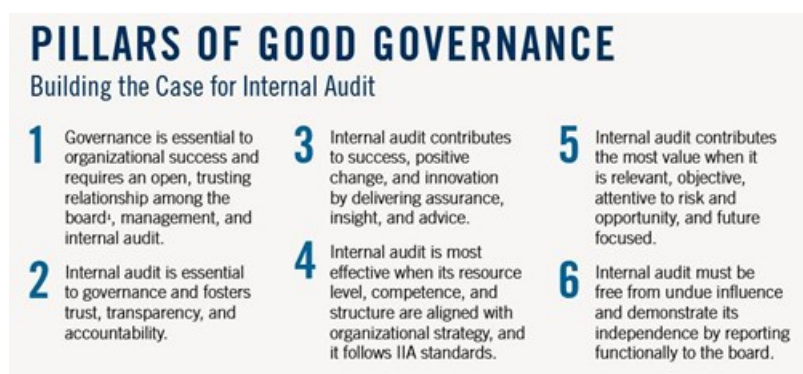 PILLARS OF GOOD GOVERNANCE
Building the Case for Internal Audit
1
Governance is essential to
organizational success and
requires an open, trusting
relationship among the
board¹, management, and
internal audit.
2
Internal audit is essential
to governance and fosters
trust, transparency, and
accountability.
3
Internal audit contributes
to success, positive
change, and innovation
by delivering assurance,
insight, and advice.
4
Internal audit is most
effective when its resource
level, competence, and
structure are aligned with
organizational strategy, and
it follows IIA standards.
5
Internal audit contributes
the most value when it
is relevant, objective,
attentive to risk and
opportunity, and future
focused.
6
Internal audit must be
free from undue influence
and demonstrate its
independence by reporting
functionally to the board.